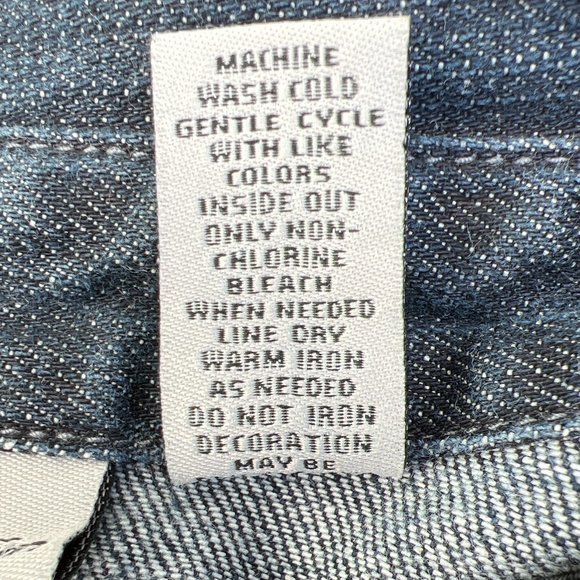 MACHINE
WASH COLD
GENTLE CYCLE
WITH LIKE
COLORS
INSIDE OUT
ONLY NON-
CHLORINE
BLEACH
WHEN NEEDED
LINE DRY
WARM IRON
AS NEEDED
DO NOT IRON
DECORATION
MAY BE